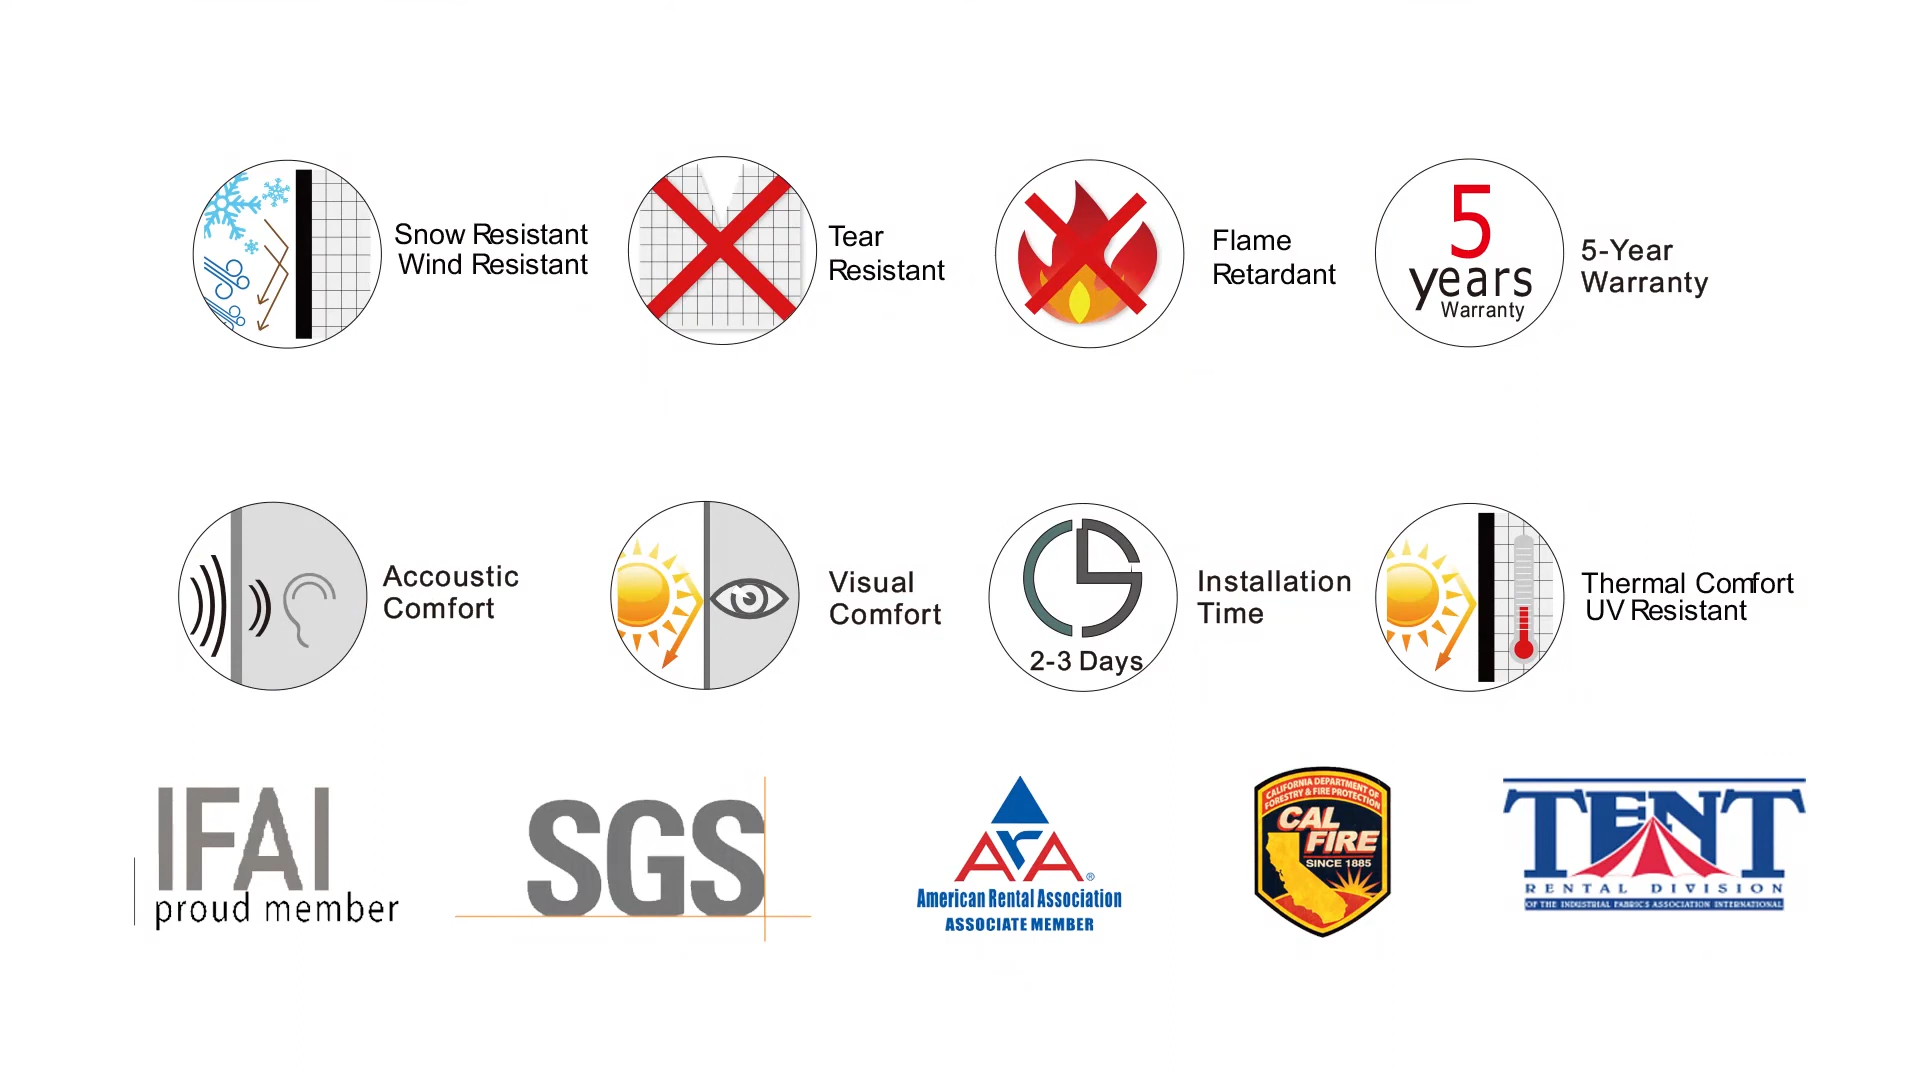 Snow Resistant
Wind Resistant
Tear
Resistant
Flame
Retardant
5
years
Warranty
5-Year
Warranty
Accoustic
Comfort
Visual
Comfort
2-3 Days
Installation
Time
Thermal Comfort
UV Resistant
IFAI
proud member
SGS
ARA®
American Rental Association
ASSOCIATE MEMBER
CALIFORNIA DEPARTMENT OF
FORESTRY & FIRE PROTECTION
CAL
FIRE
SINCE 1885
TENT
RENTAL DIVISION
OF THE INDUSTRIAL FABRICS ASSOCIATION INTERNATIONAL